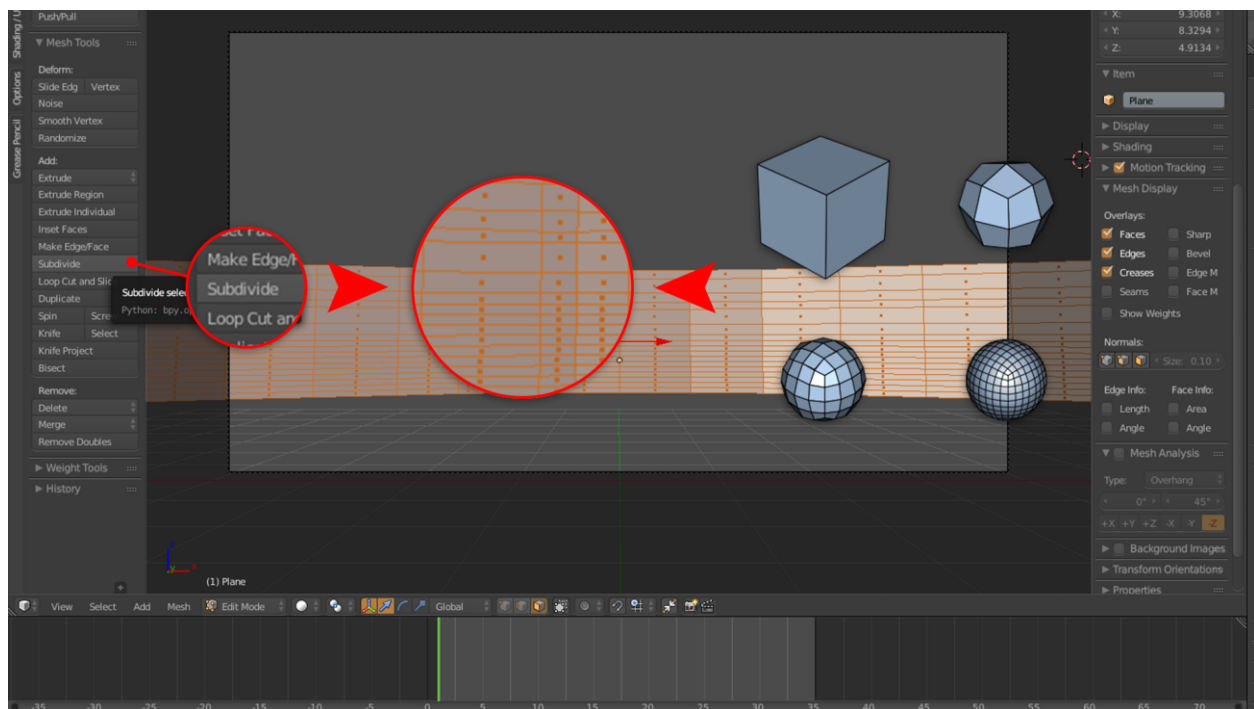 Push/Pull
Shading / U
Options
Grease Pencil
▼ Mesh Tools
Deform:
Slide Edg Vertex
Noise
Smooth Vertex
Randomize
Add:
Extrude
Extrude Region
Extrude Individual
Inset Faces
Make Edge/Face
Subdivide
Loop Cut and Slid
Duplicate
Spin Scre
Knife Select
Knife Project
Bisect
Remove:
Delete
Merge
Remove Doubles
▶ Weight Tools
▶ History
Subdivide sele
Python: bpy.o
Make Edge/F
Subdivide
Loop Cut an
(1) Plane
X: 9.3068
Y: 8.3294
Z: 4.9134
▼ Item
Plane
▶ Display
▶ Shading
▶ Motion Tracking
▼ Mesh Display
Overlays:
Faces Sharp
Edges Bevel
Creases Edge M
Seams Face M
Show Weights
Normals:
Size: 0.10
Edge Info: Face Info:
Length Area
Angle Angle
▼ Mesh Analysis
Type: Overhang
0° 45°
+X +Y +Z -X -Y -Z
▶ Background Images
▶ Transform Orientations
▶ Properties
View Select Add Mesh Edit Mode Global
-35 -30 -25 -20 -15 -10 -5 0 5 10 15 20 25 30 35 40 45 50 55 60 65 70